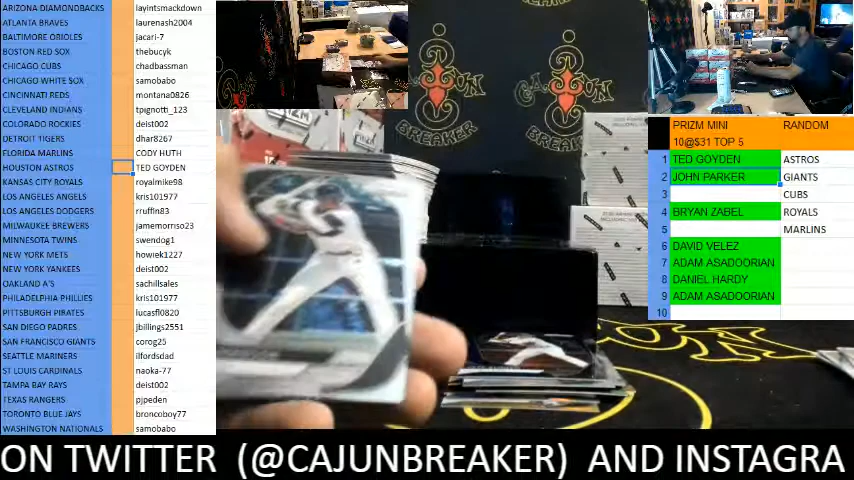 ARIZONA DIAMONDBACKS layintsmackdown
ATLANTA BRAVES laurenash2004
BALTIMORE ORIOLES jacari-7
BOSTON RED SOX thebucyk
CHICAGO CUBS chadbassman
CHICAGO WHITE SOX samobabo
CINCINNATI REDS montana0826
CLEVELAND INDIANS tpignotti_123
COLORADO ROCKIES deist002
DETROIT TIGERS dhar8267
FLORIDA MARLINS CODY HUTH
HOUSTON ASTROS TED GOYDEN
KANSAS CITY ROYALS royalmike98
LOS ANGELES ANGELS kris101977
LOS ANGELES DODGERS rruffin83
MILWAUKEE BREWERS jamemorriso23
MINNESOTA TWINS swendog1
NEW YORK METS howiek1227
NEW YORK YANKEES deist002
OAKLAND A'S sachillsales
PHILADELPHIA PHILLIES kris101977
PITTSBURGH PIRATES lucasfl0820
SAN DIEGO PADRES jbillings2551
SAN FRANCISCO GIANTS corog25
SEATTLE MARINERS ilfordsdad
ST LOUIS CARDINALS naoka-77
TAMPA BAY RAYS deist002
TEXAS RANGERS pjpeden
TORONTO BLUE JAYS broncoboy77
WASHINGTON NATIONALS samobabo
BREAKER
BREAK
PRIZM MINI RANDOM
10@$31 TOP 5
1 TED GOYDEN ASTROS
2 JOHN PARKER GIANTS
3 CUBS
4 BRYAN ZABEL ROYALS
5 MARLINS
6 DAVID VELEZ
7 ADAM ASADOORIAN
8 DANIEL HARDY
9 ADAM ASADOORIAN
10
ON TWITTER (@CAJUNBREAKER) AND INSTAGRA